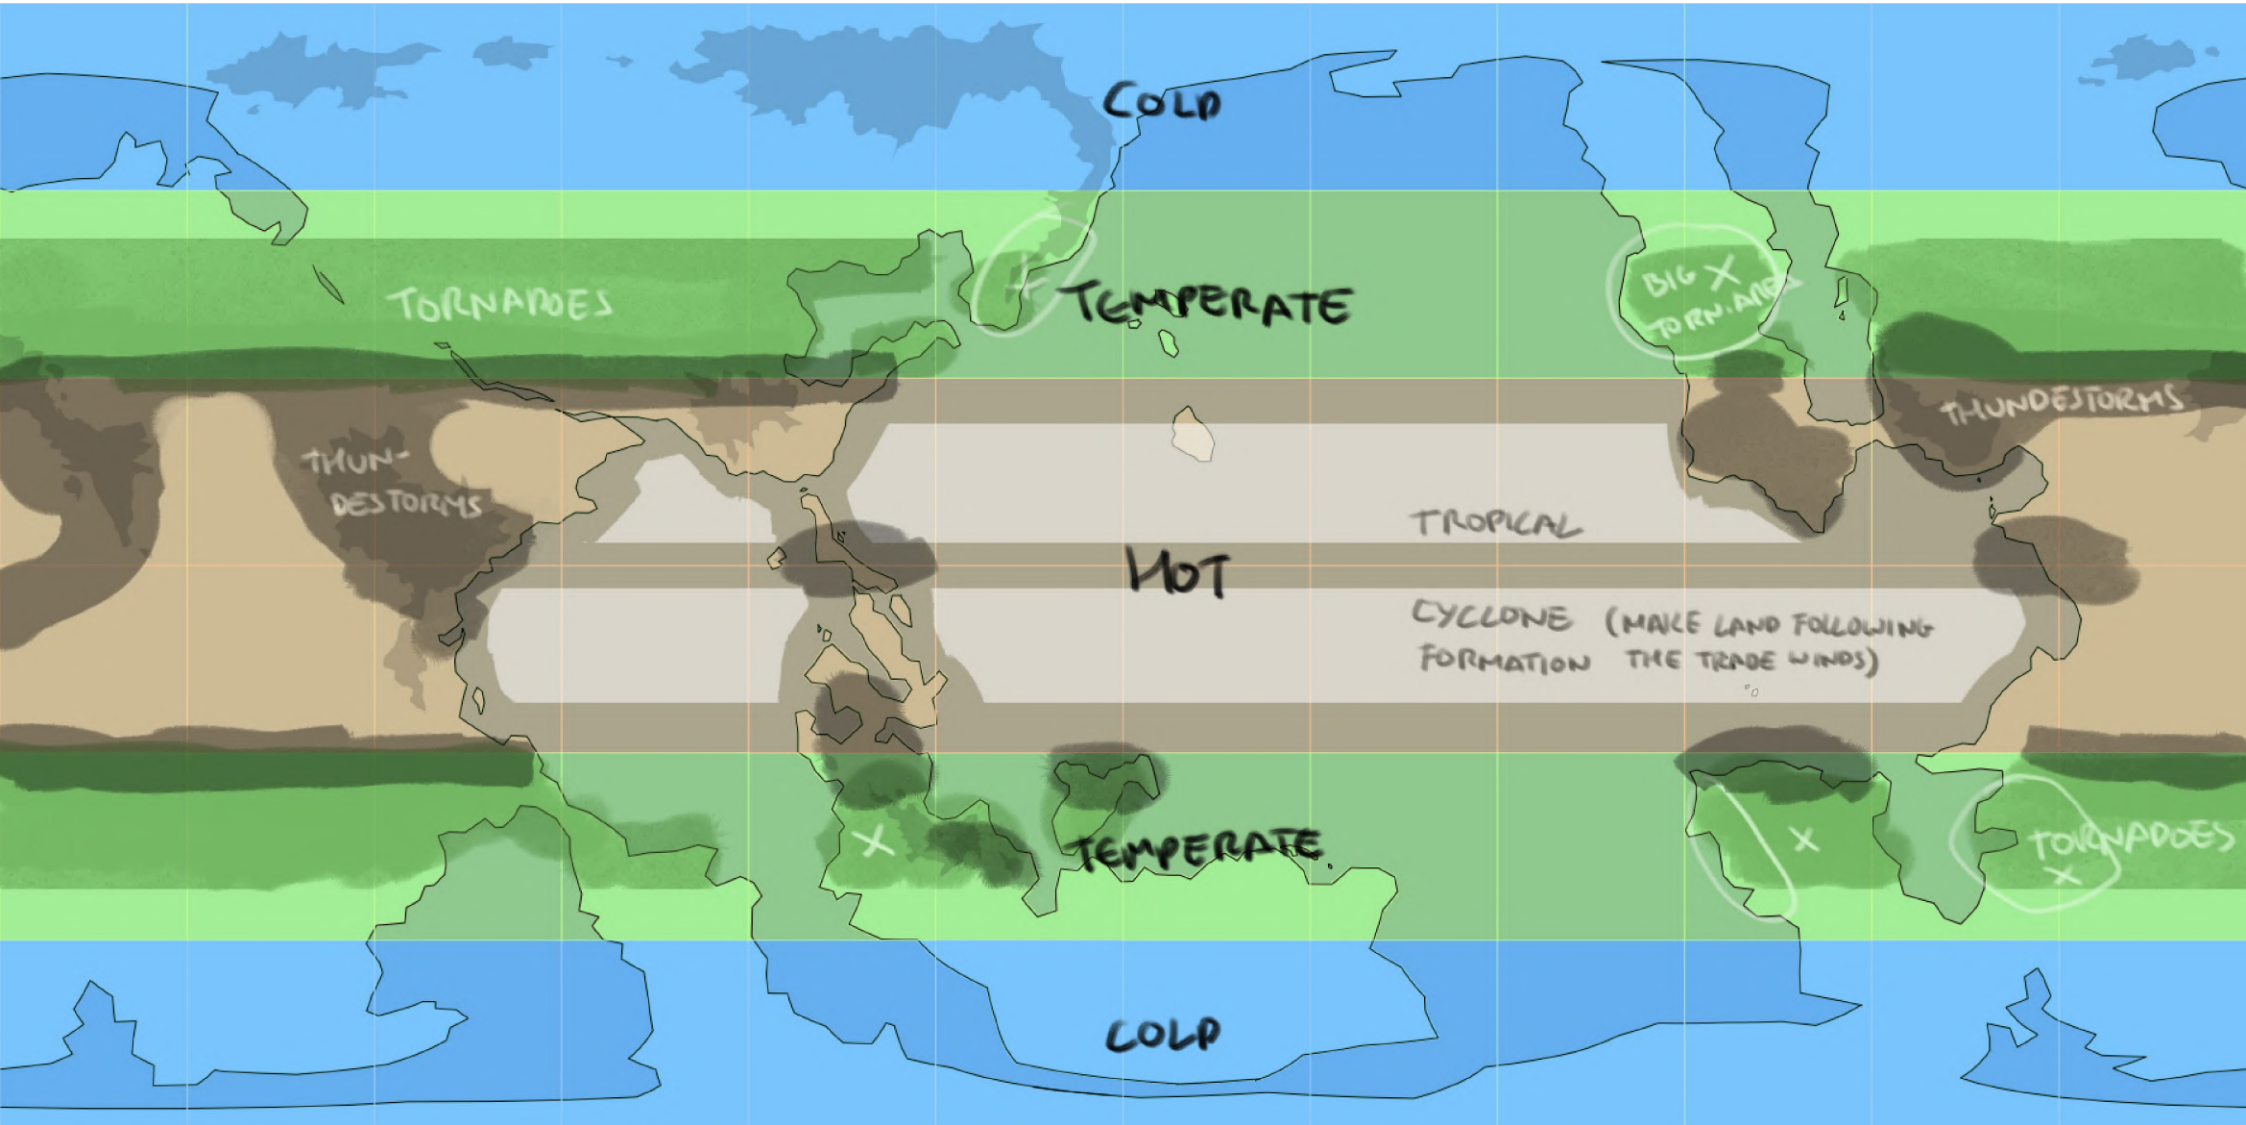 COLD
TORNADOES
TEMPERATE
BIG X
TORN. AREA
THUNDESTORMS
THUN-
DESTORMS
TROPICAL
HOT
CYCLONE (MAKE LAND FOLLOWING
FORMATION THE TRADE WINDS)
X
TEMPERATE
X
TORNADOES
X
COLD